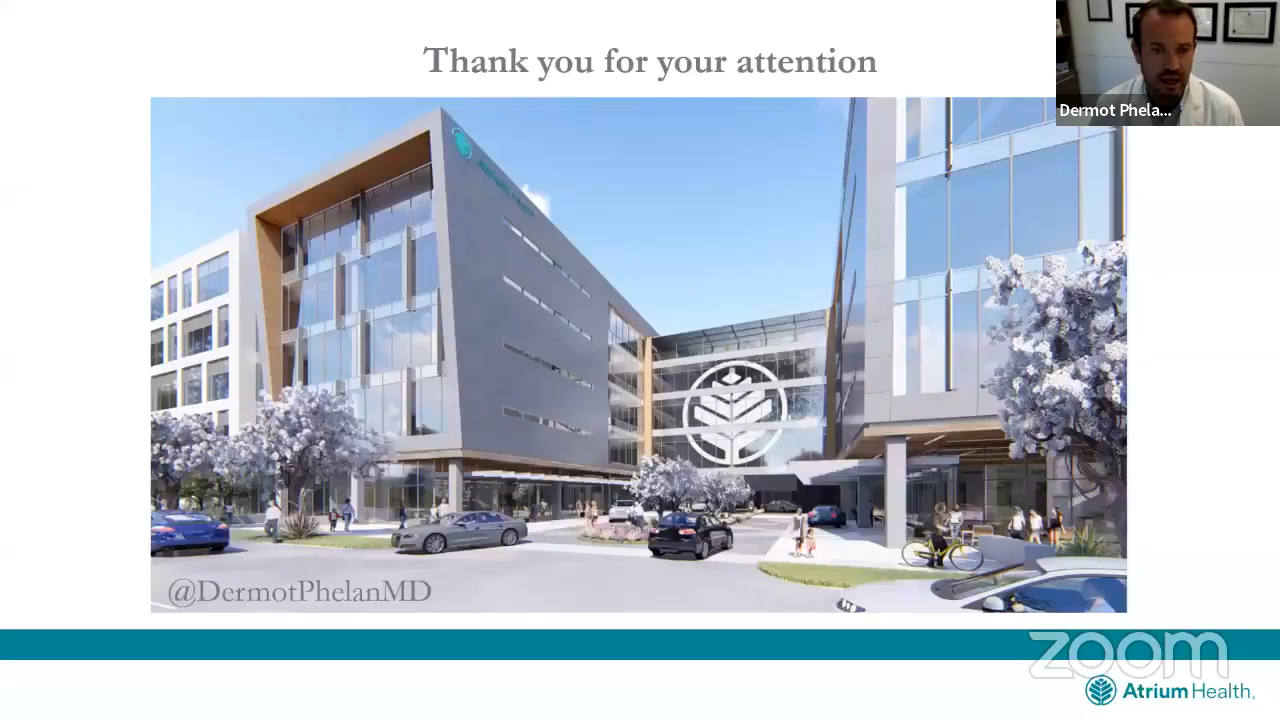 Thank you for your attention
Dermot Phela...
@DermotPhelanMD
zoom
Atrium Health